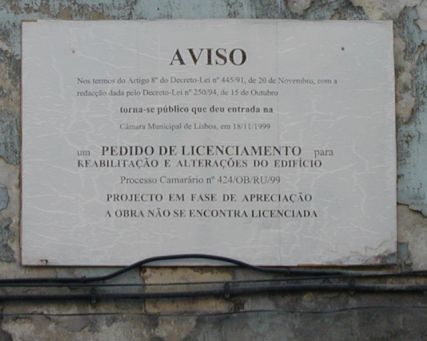 AVISO
Nos termos do Artigo 8º do Decreto-Lei nº 445/91, de 20 de Novembro, com a
redacção dada pelo Decreto-Lei nº 250/94, de 15 de Outubro
torna-se público que deu entrada na
Câmara Municipal de Lisboa, em 18/11/1999
um PEDIDO DE LICENCIAMENTO para
REABILITAÇÃO E ALTERAÇÕES DO EDIFÍCIO
Processo Camarário nº 424/OB/RU/99
PROJECTO EM FASE DE APRECIAÇÃO
A OBRA NÃO SE ENCONTRA LICENCIADA